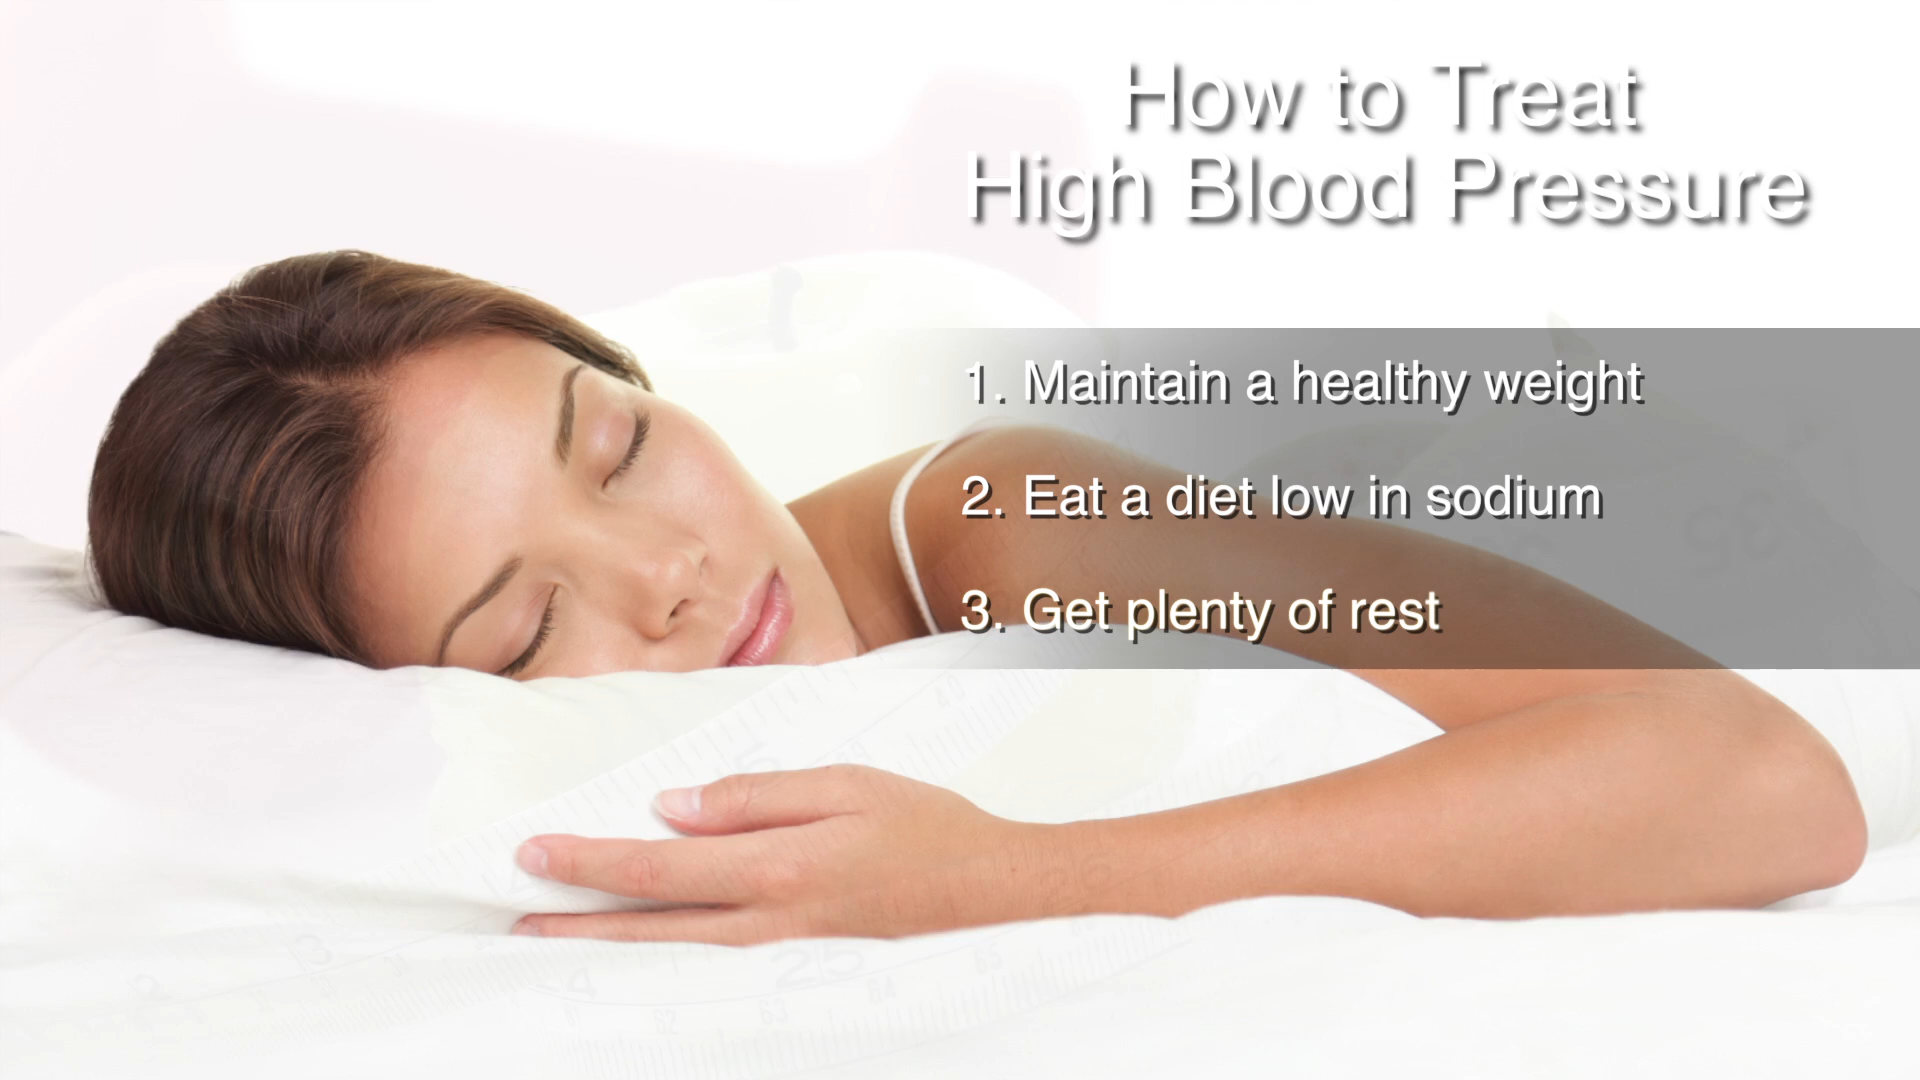 How to Treat
High Blood Pressure
1. Maintain a healthy weight
2. Eat a diet low in sodium
3. Get plenty of rest